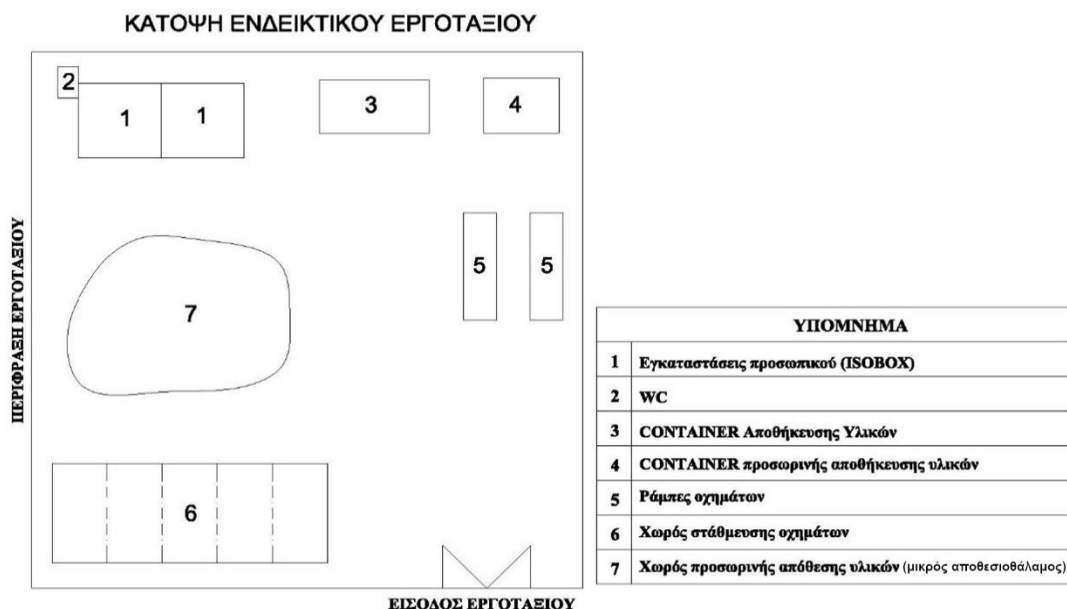 ΚΑΤΟΨΗ ΕΝΔΕΙΚΤΙΚΟΥ ΕΡΓΟΤΑΞΙΟΥ
2
1
1
3
4
5
5
7
6
ΠΕΡΙΦΡΑΞΗ ΕΡΓΟΤΑΞΙΟΥ
ΕΙΣΟΔΟΣ ΕΡΓΟΤΑΞΙΟΥ
ΥΠΟΜΝΗΜΑ
1 Εγκαταστάσεις προσωπικού (ISOBOX)
2 WC
3 CONTAINER Αποθήκευσης Υλικών
4 CONTAINER προσωρινής αποθήκευσης υλικών
5 Ράμπες οχημάτων
6 Χωρός στάθμευσης οχημάτων
7 Χωρός προσωρινής απόθεσης υλικών (μικρός αποθεσιοθάλαμος)